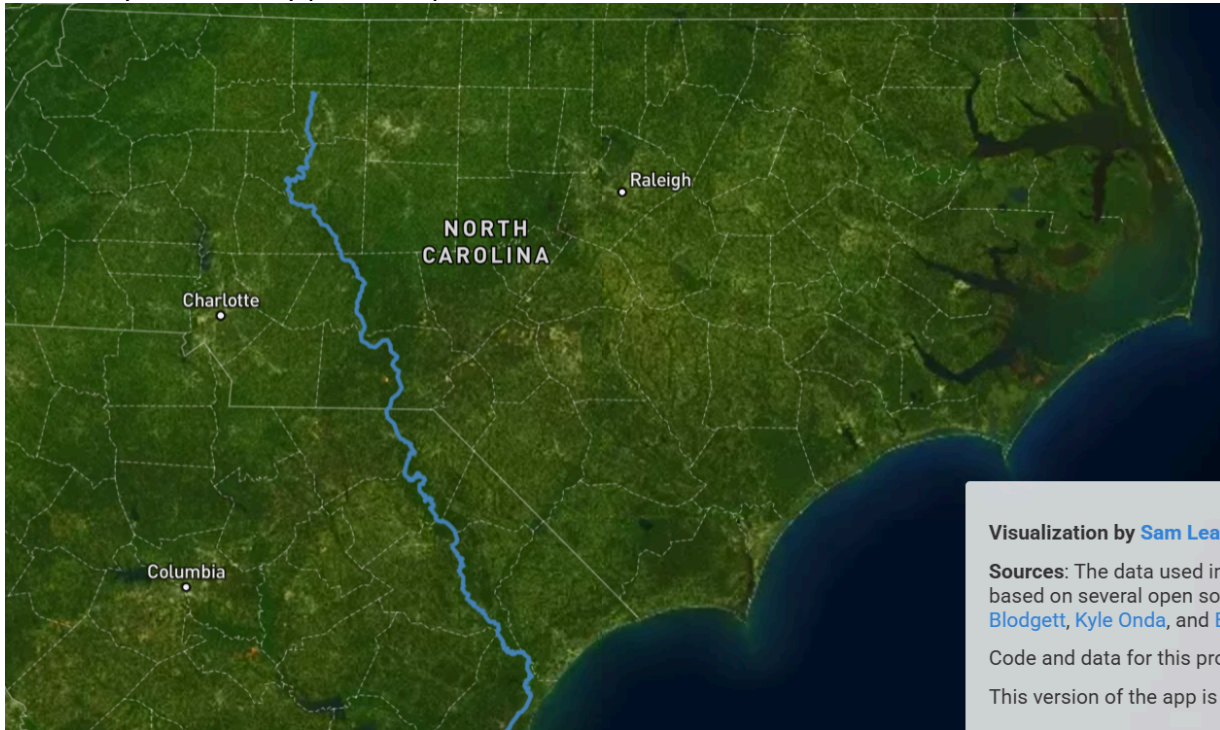 Raleigh
NORTH
CAROLINA
Charlotte
Columbia
Visualization by Sam Lea
Sources: The data used
based on several open so
Blodgett, Kyle Onda, and
Code and data for this pro
This version of the app is